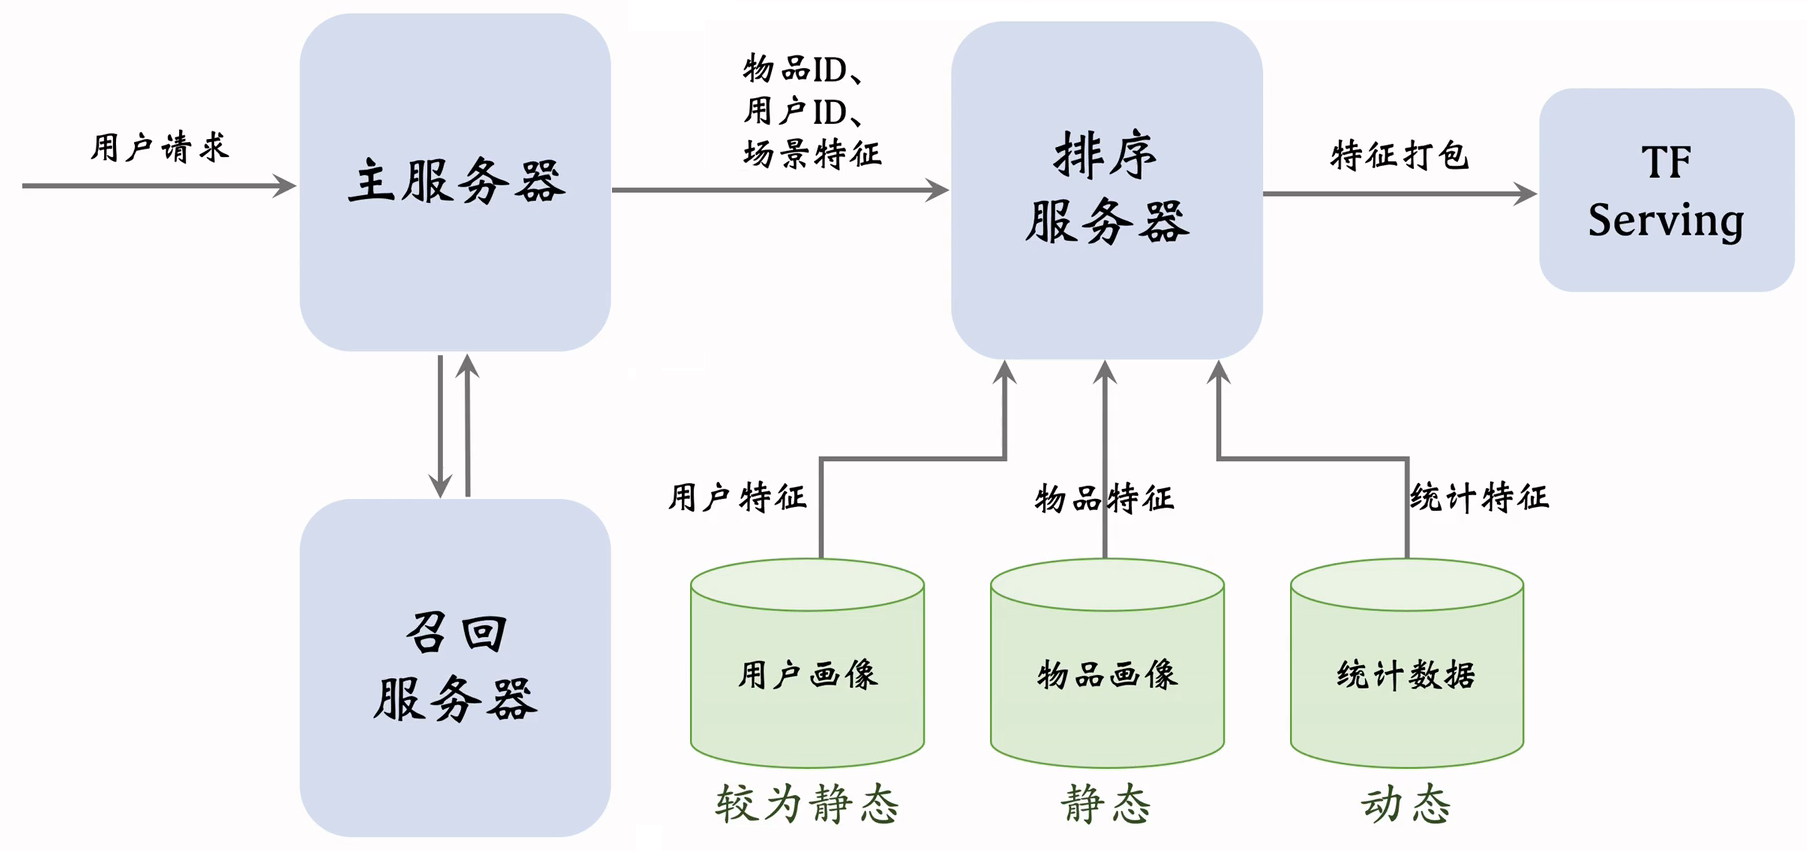 用户请求
主服务器
物品ID、
用户ID、
场景特征
排序
服务器
特征打包
TF
Serving
召回
服务器
用户特征
物品特征
统计特征
用户画像
物品画像
统计数据
较为静态
静态
动态